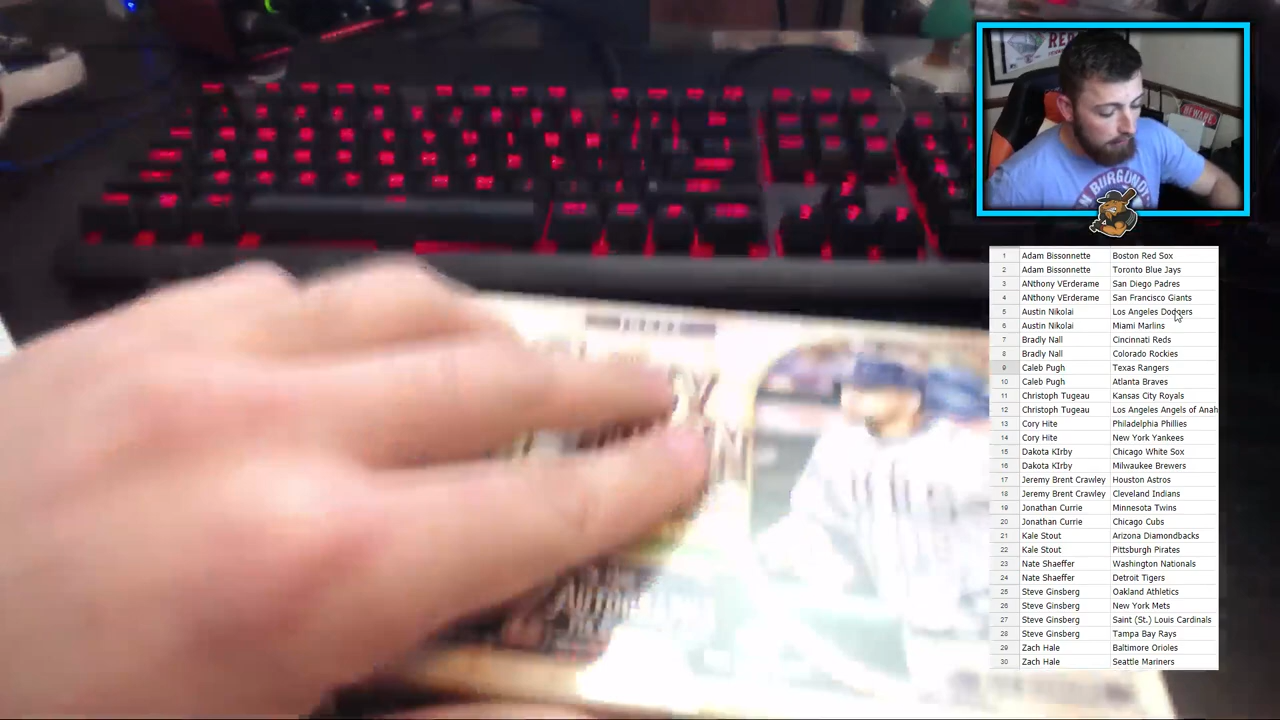 BEWARE
1 Adam Bissonnette Boston Red Sox
2 Adam Bissonnette Toronto Blue Jays
3 ANthony VErderame San Diego Padres
4 ANthony VErderame San Francisco Giants
5 Austin Nikolai Los Angeles Dodgers
6 Austin Nikolai Miami Marlins
7 Bradly Nall Cincinnati Reds
8 Bradly Nall Colorado Rockies
9 Caleb Pugh Texas Rangers
10 Caleb Pugh Atlanta Braves
11 Christoph Tugeau Kansas City Royals
12 Christoph Tugeau Los Angeles Angels of Anah
13 Cory Hite Philadelphia Phillies
14 Cory Hite New York Yankees
15 Dakota KIrby Chicago White Sox
16 Dakota KIrby Milwaukee Brewers
17 Jeremy Brent Crawley Houston Astros
18 Jeremy Brent Crawley Cleveland Indians
19 Jonathan Currie Minnesota Twins
20 Jonathan Currie Chicago Cubs
21 Kale Stout Arizona Diamondbacks
22 Kale Stout Pittsburgh Pirates
23 Nate Shaeffer Washington Nationals
24 Nate Shaeffer Detroit Tigers
25 Steve Ginsberg Oakland Athletics
26 Steve Ginsberg New York Mets
27 Steve Ginsberg Saint (St.) Louis Cardinals
28 Steve Ginsberg Tampa Bay Rays
29 Zach Hale Baltimore Orioles
30 Zach Hale Seattle Mariners